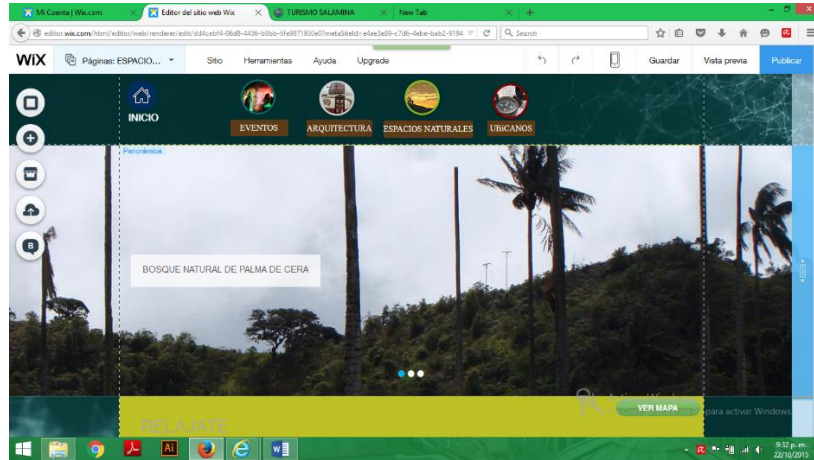 Mi Cuenta | Wix.com
Editor del sitio web Wix
TURISMO SALAMINA
New Tab
Search
WiX
Páginas: ESPACIO...
Sitio
Herramientas
Ayuda
Upgrade
Guardar
Vista previa
Publicar
INICIO
EVENTOS
ARQUITECTURA
ESPACIOS NATURALES
UBICANOS
Panorámica
BOSQUE NATURAL DE PALMA DE CERA
VER MAPA
para activar Windows.
RELAJATE
9:32 p. m.
22/10/2015